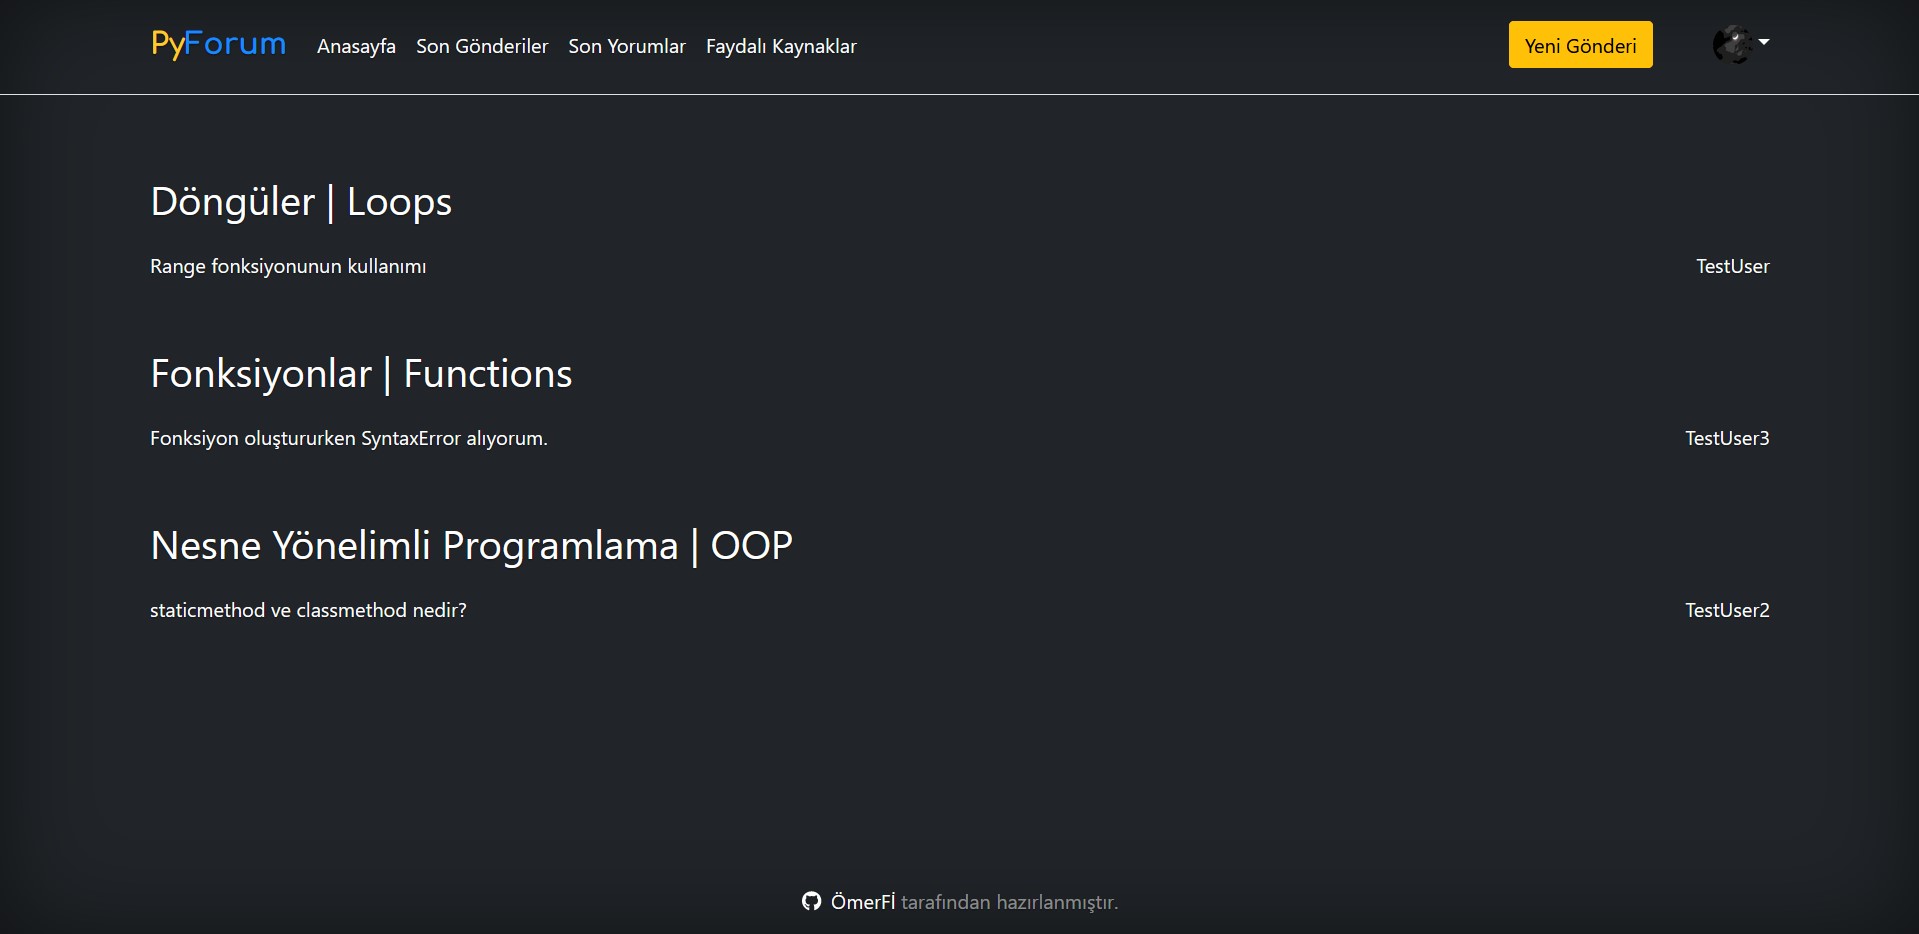 PyForum Anasayfa Son Gönderiler Son Yorumlar Faydalı Kaynaklar Yeni Gönderi
Döngüler | Loops
Range fonksiyonunun kullanımı TestUser
Fonksiyonlar | Functions
Fonksiyon oluştururken SyntaxError alıyorum. TestUser3
Nesne Yönelimli Programlama | OOP
staticmethod ve classmethod nedir? TestUser2
ÖmerFİ tarafından hazırlanmıştır.